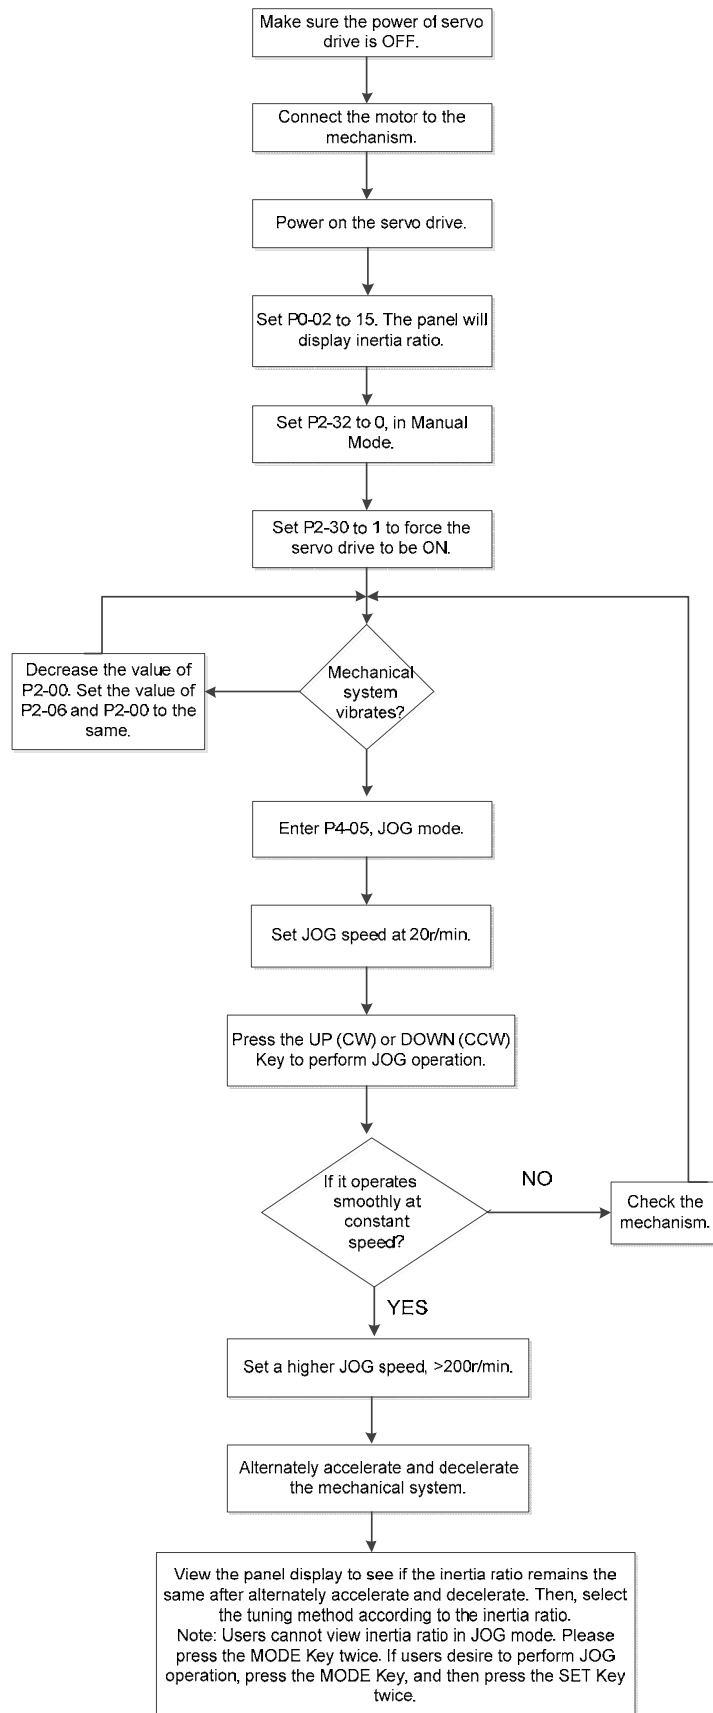 Make sure the power of servo
drive is OFF.
Connect the motor to the
mechanism.
Power on the servo drive.
Set P0-02 to 15. The panel will
display inertia ratio.
Set P2-32 to 0, in Manual
Mode.
Set P2-30 to 1 to force the
servo drive to be ON.
Decrease the value of
P2-00. Set the value of
P2-06 and P2-00 to the
same.
Mechanical
system
vibrates?
Enter P4-05, JOG mode.
Set JOG speed at 20r/min.
Press the UP (CW) or DOWN (CCW)
Key to perform JOG operation.
If it operates
smoothly at
constant
speed?
NO
Check the
mechanism.
YES
Set a higher JOG speed, >200r/min.
Alternately accelerate and decelerate
the mechanical system.
View the panel display to see if the inertia ratio remains the
same after alternately accelerate and decelerate. Then, select
the tuning method according to the inertia ratio.
Note: Users cannot view inertia ratio in JOG mode. Please
press the MODE Key twice. If users desire to perform JOG
operation, press the MODE Key, and then press the SET Key
twice.